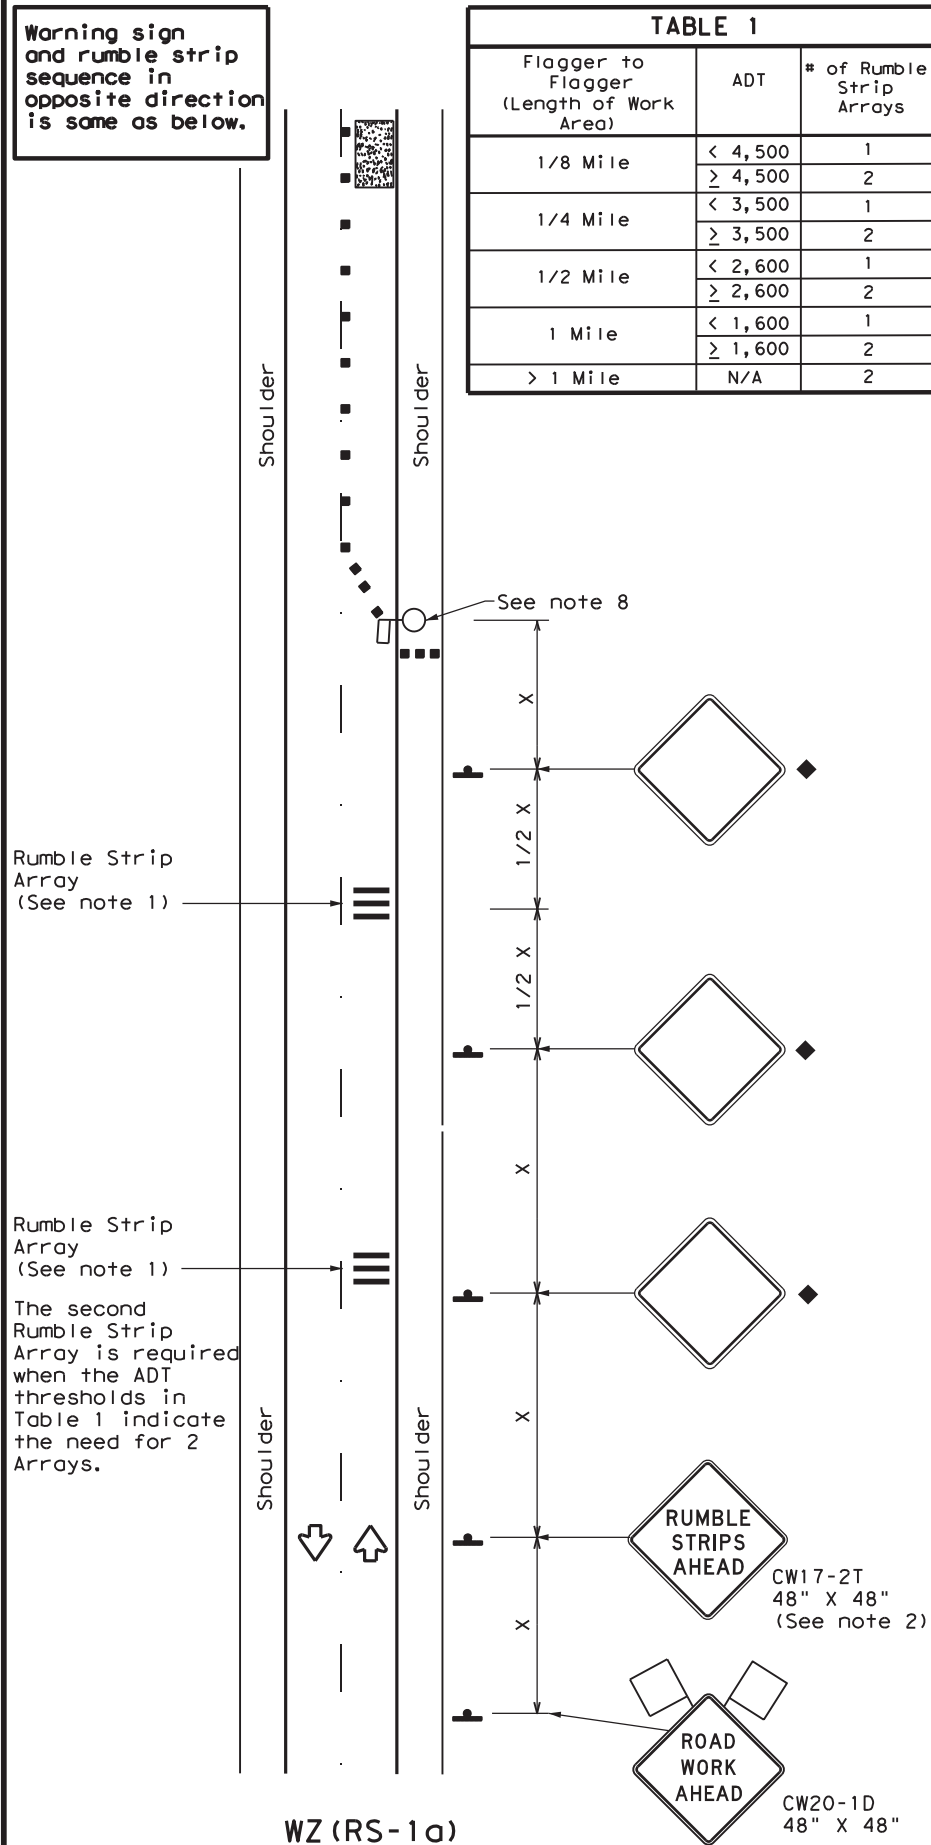 Warning sign
and rumble strip
sequence in
opposite direction
is same as below.
TABLE 1
Flagger to
Flagger
(Length of Work
Area)
ADT
# of Rumble
Strip
Arrays
1/8 Mile
< 4,500
1
≥ 4,500
2
1/4 Mile
< 3,500
1
≥ 3,500
2
1/2 Mile
< 2,600
1
≥ 2,600
2
1 Mile
< 1,600
1
≥ 1,600
2
> 1 Mile
N/A
2
Shoulder
Shoulder
See note 8
X
1/2 X
Rumble Strip
Array
(See note 1)
1/2 X
X
Rumble Strip
Array
(See note 1)
The second
Rumble Strip
Array is required
when the ADT
thresholds in
Table 1 indicate
the need for 2
Arrays.
Shoulder
Shoulder
X
RUMBLE
STRIPS
AHEAD
CW17-2T
48" X 48"
(See note 2)
X
ROAD
WORK
AHEAD
CW20-1D
48" X 48"
WZ(RS-1a)